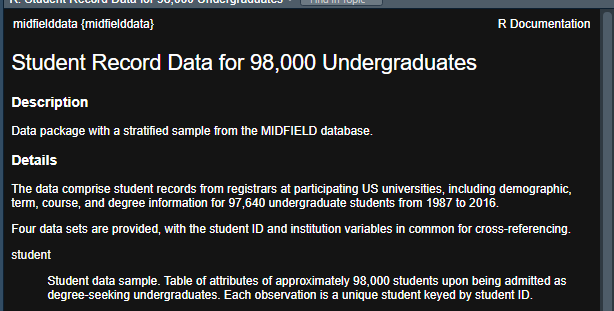 R: Student Record Data for 98,000 Undergraduates
Find in Topic
midfielddata {midfielddata}
R Documentation
Student Record Data for 98,000 Undergraduates
Description
Data package with a stratified sample from the MIDFIELD database.
Details
The data comprise student records from registrars at participating US universities, including demographic,
term, course, and degree information for 97,640 undergraduate students from 1987 to 2016.
Four data sets are provided, with the student ID and institution variables in common for cross-referencing.
student
Student data sample. Table of attributes of approximately 98,000 students upon being admitted as
degree-seeking undergraduates. Each observation is a unique student keyed by student ID.